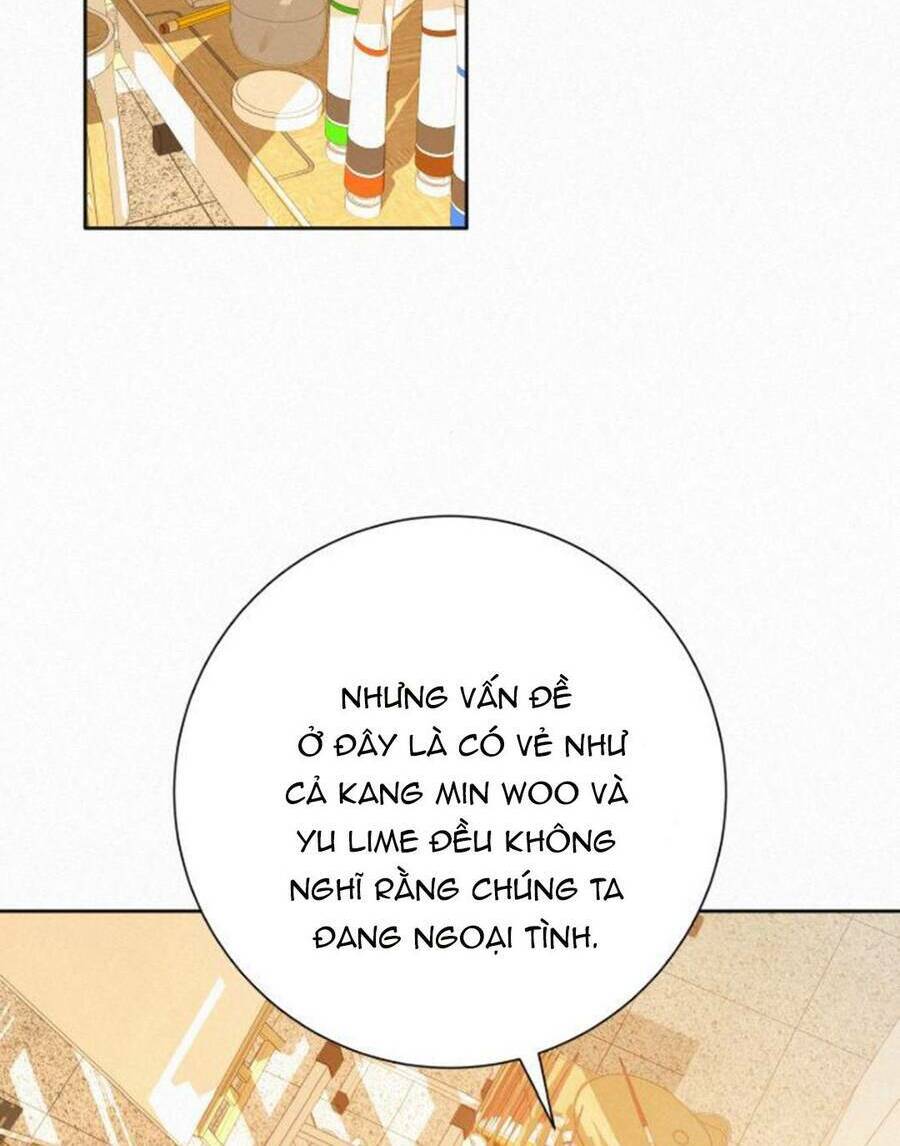 NHƯNG VẤN ĐỀ
Ở ĐÂY LÀ CÓ VẺ NHƯ
CẢ KANG MIN WOO VÀ
YU LIME ĐỀU KHÔNG
NGHĨ RẰNG CHÚNG TA
ĐANG NGOẠI TÌNH.